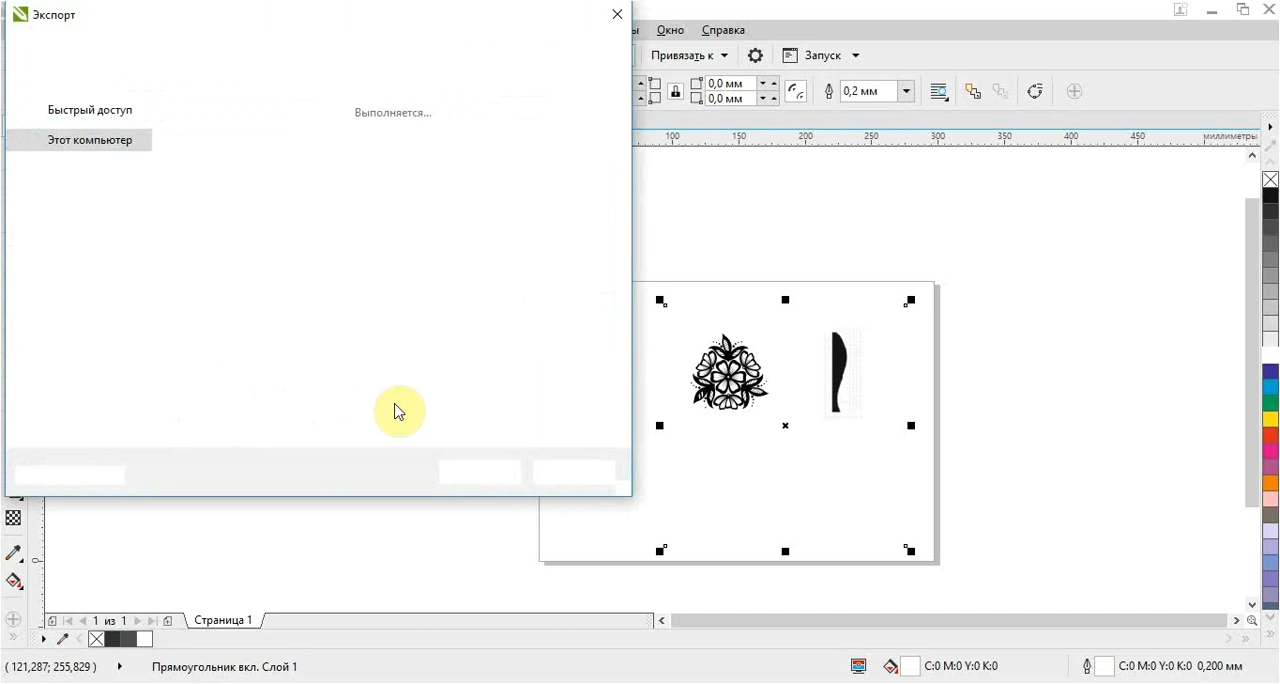 Экспорт
Быстрый доступ
Выполняется...
Этот компьютер
ы Окно Справка
Привязать к Запуск
0,0 мм
0,0 мм
0,2 мм
100 150 200 250 300 350 400 450 миллиметры
0
1 из 1 Страница 1
( 121,287; 255,829 ) Прямоугольник вкл. Слой 1 C:0 M:0 Y:0 K:0 C:0 M:0 Y:0 K:0 0,200 мм